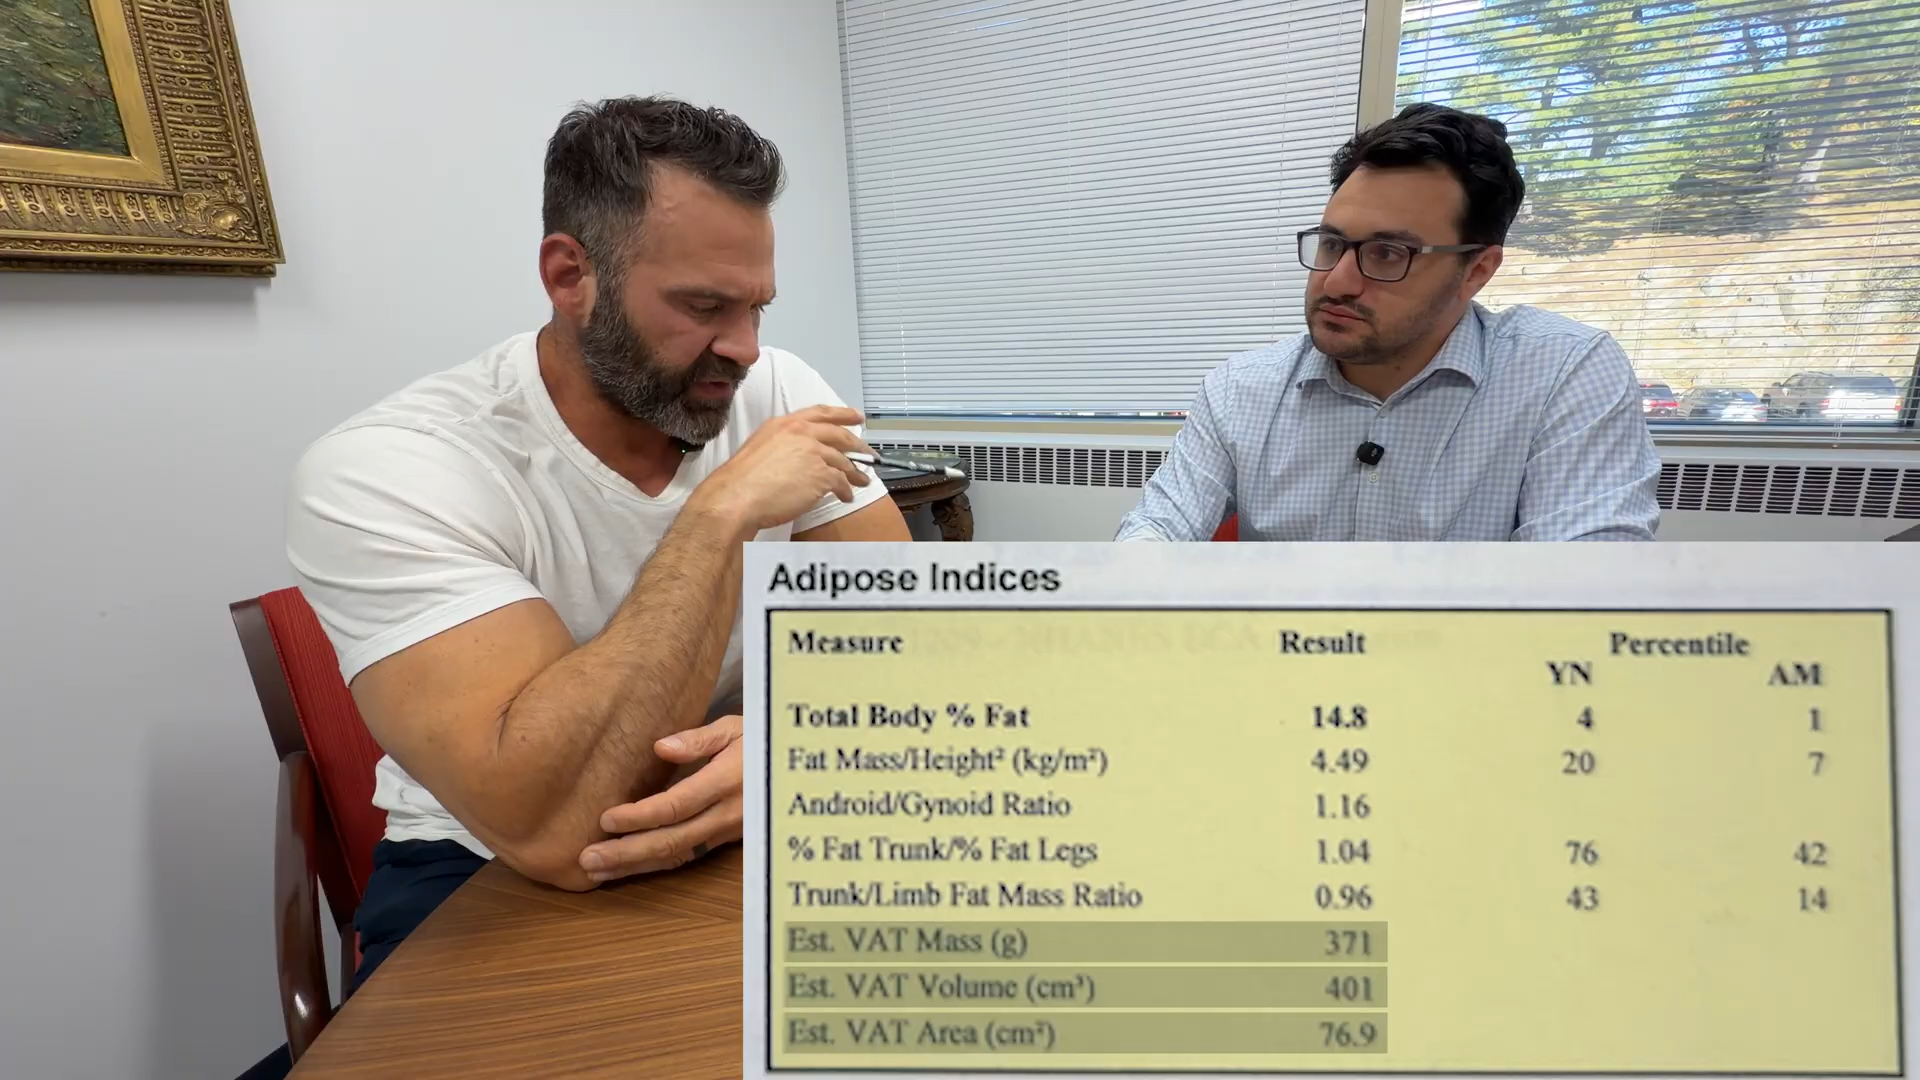 Adipose Indices
Measure Result Percentile
YN AM
Total Body % Fat 14.8 4 1
Fat Mass/Height² (kg/m²) 4.49 20 7
Android/Gynoid Ratio 1.16
% Fat Trunk/% Fat Legs 1.04 76 42
Trunk/Limb Fat Mass Ratio 0.96 43 14
Est. VAT Mass (g) 371
Est. VAT Volume (cm³) 401
Est. VAT Area (cm²) 76.9